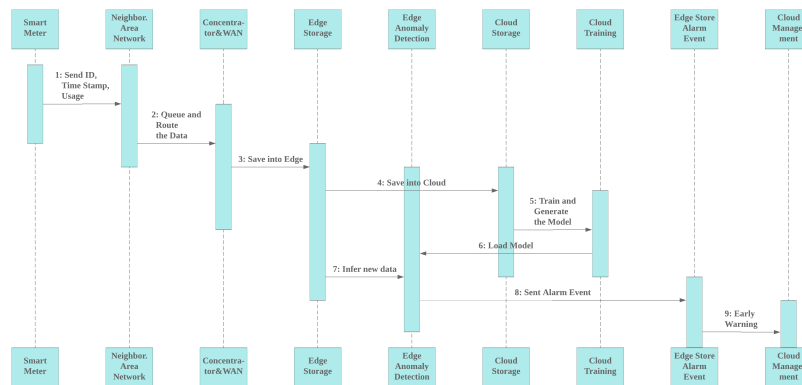 Smart
Meter
Neighbor.
Area
Network
Concentra-
tor&WAN
Edge
Storage
Edge
Anomaly
Detection
Cloud
Storage
Cloud
Training
Edge Store
Alarm
Event
Cloud
Manage
ment
1: Send ID,
Time Stamp,
Usage
2: Queue and
Route
the Data
3: Save into Edge
4: Save into Cloud
5: Train and
Generate
the Model
6: Load Model
7: Infer new data
8: Sent Alarm Event
9: Early
Warning
Smart
Meter
Neighbor.
Area
Network
Concentra-
tor&WAN
Edge
Storage
Edge
Anomaly
Detection
Cloud
Storage
Cloud
Training
Edge Store
Alarm
Event
Cloud
Manage-
ment